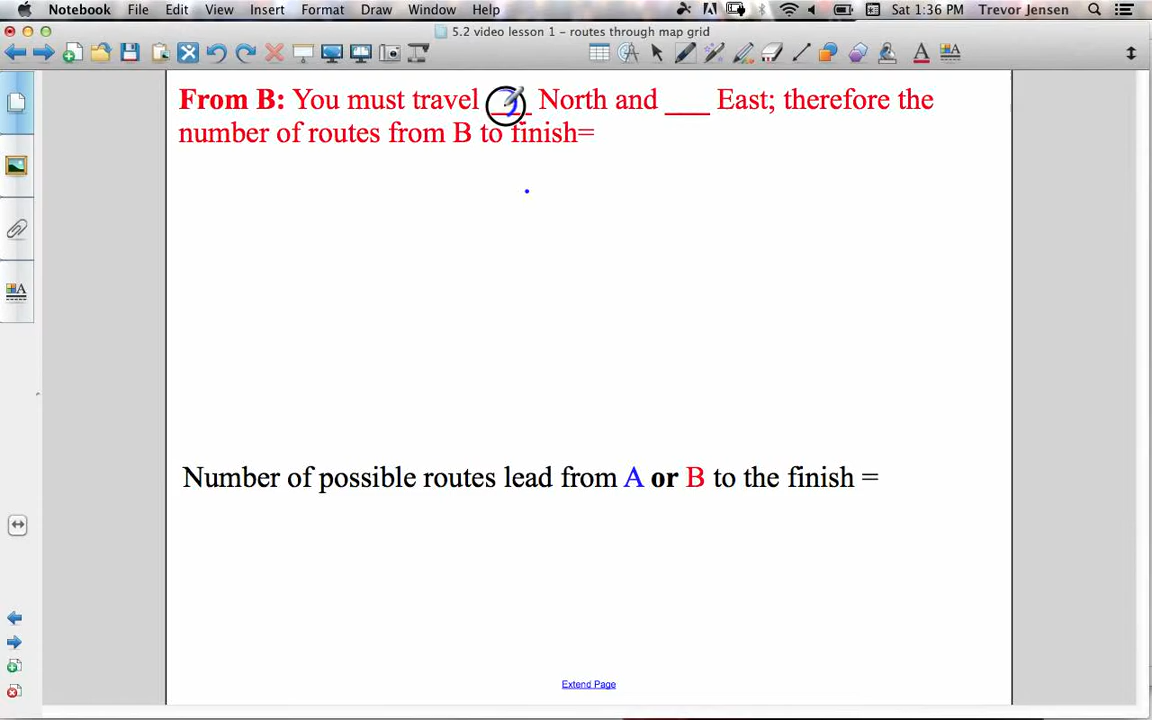 Notebook File Edit View Insert Format Draw Window Help Sat 1:36 PM Trevor Jensen
5.2 video lesson 1 - routes through map grid
From B: You must travel ___ North and ___ East; therefore the
number of routes from B to finish=
Number of possible routes lead from A or B to the finish =
Extend Page